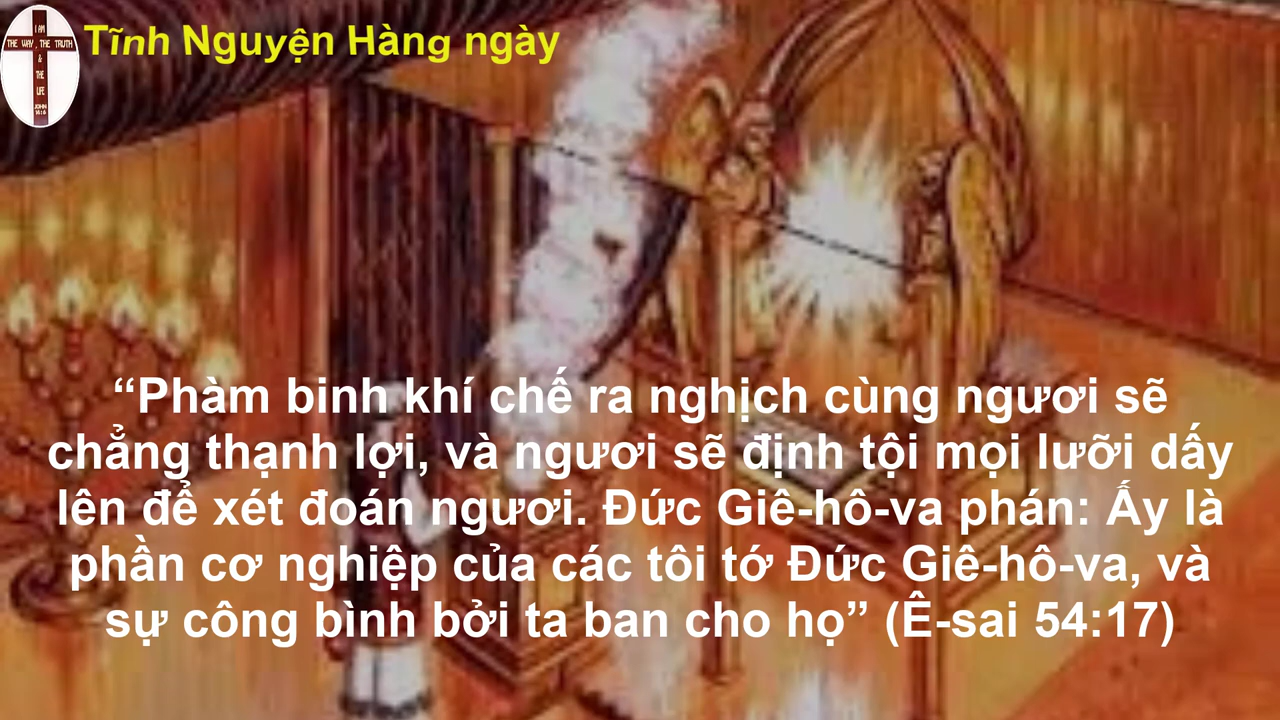 I AM
THE WAY, THE TRUTH
&
THE
LIFE
JOHN
14:6
Tĩnh Nguyện Hàng ngày
“Phàm binh khí chế ra nghịch cùng ngươi sẽ
chẳng thạnh lợi, và ngươi sẽ định tội mọi lưỡi dấy
lên để xét đoán ngươi. Đức Giê-hô-va phán: Ấy là
phần cơ nghiệp của các tôi tớ Đức Giê-hô-va, và
sự công bình bởi ta ban cho họ” (Ê-sai 54:17)